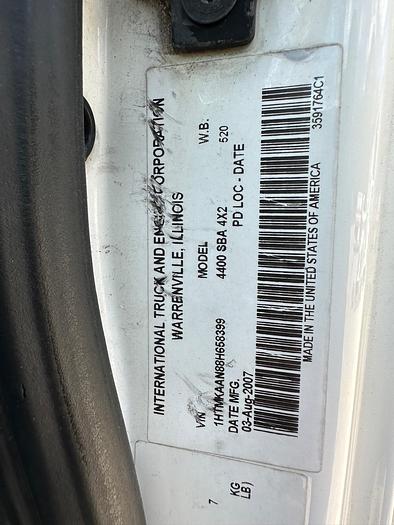 INTERNATIONAL TRUCK AND ENGINE CORPORATION
WARRENVILLE, ILLINOIS
MODEL W.B.
4400 SBA 4X2 520
VIN PD LOC - DATE
1HTMKAAN88H658399
DATE MFG.
03-Aug-2007
3591764C1
MADE IN THE UNITED STATES OF AMERICA
KG
7 LB)